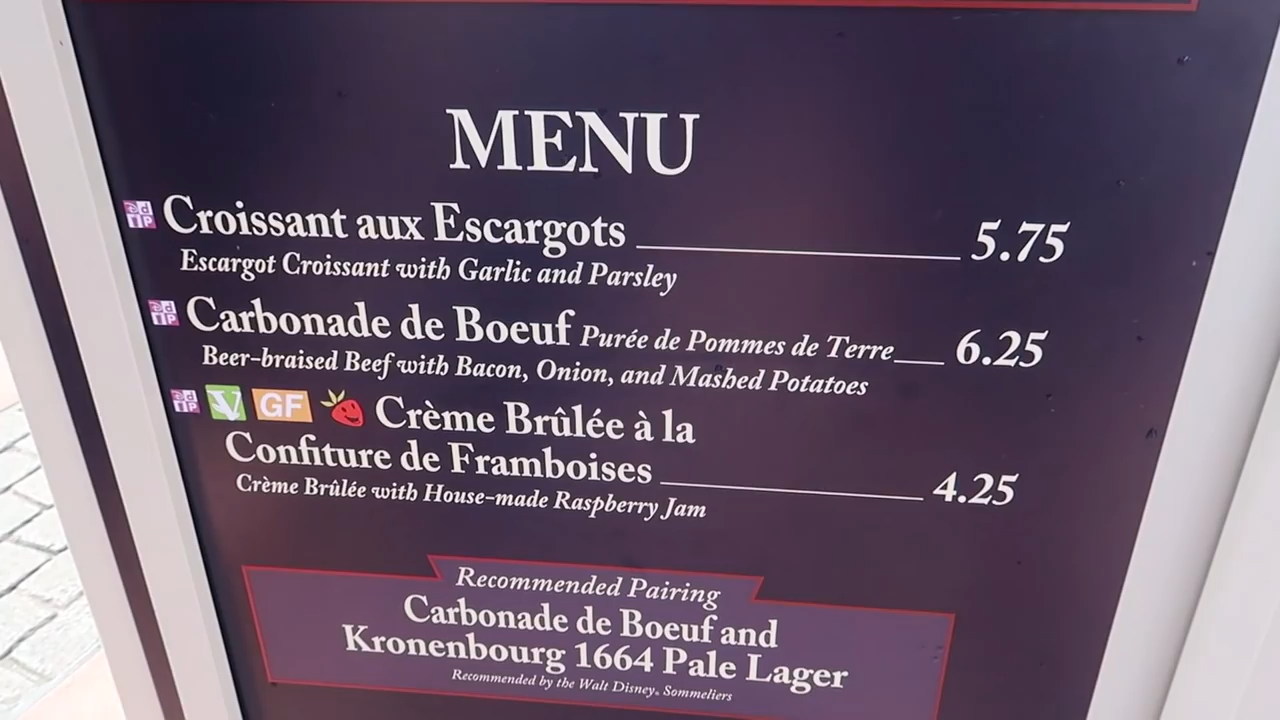 MENU
Croissant aux Escargots 5.75
Escargot Croissant with Garlic and Parsley
Carbonade de Boeuf Purée de Pommes de Terre 6.25
Beer-braised Beef with Bacon, Onion, and Mashed Potatoes
V GF Crème Brûlée à la
Confiture de Framboises 4.25
Crème Brûlée with House-made Raspberry Jam
Recommended Pairing
Carbonade de Boeuf and
Kronenbourg 1664 Pale Lager
Recommended by the Walt Disney® Sommeliers